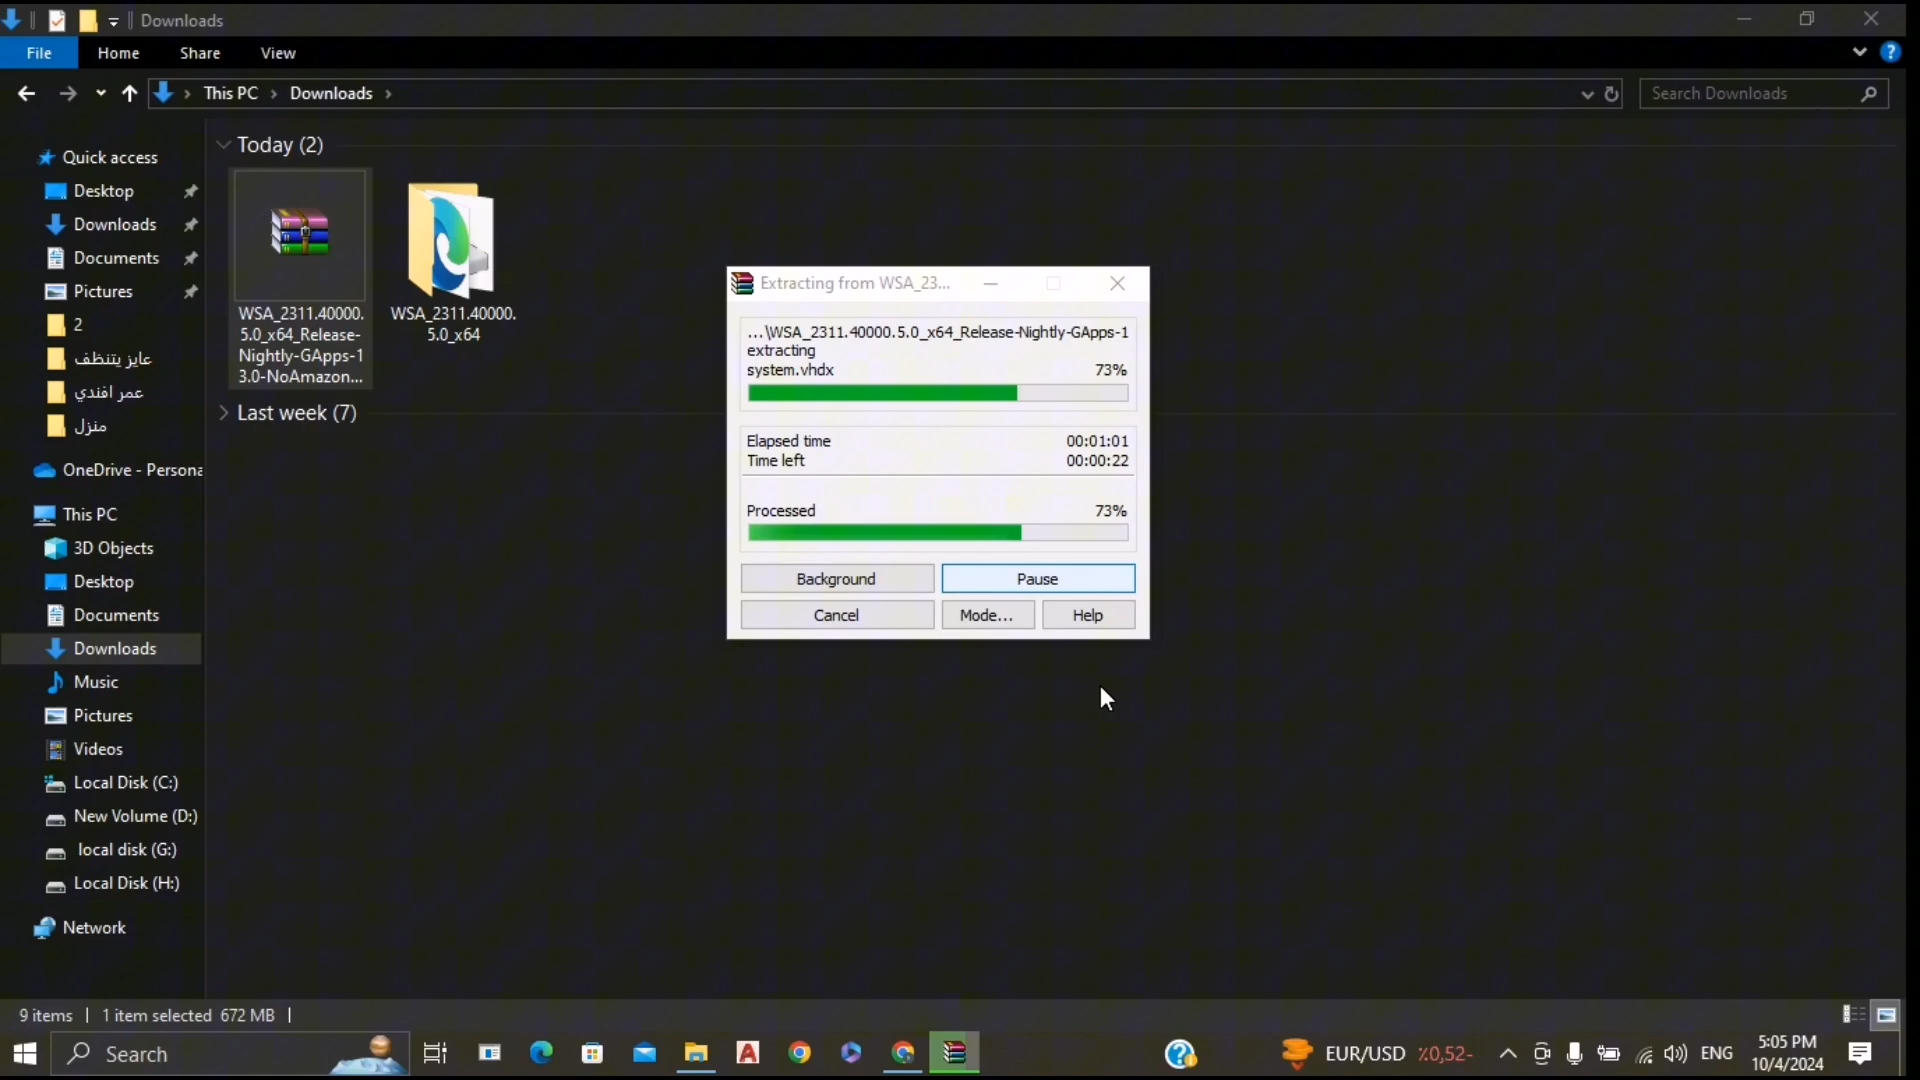 Downloads
File Home Share View
This PC > Downloads >
Search Downloads
Quick access
Desktop
Downloads
Documents
Pictures
2
عايز يتنظف
عمر افندي
منزل
OneDrive - Persona
This PC
3D Objects
Desktop
Documents
Downloads
Music
Pictures
Videos
Local Disk (C:)
New Volume (D:)
local disk (G:)
Local Disk (H:)
Network
Today (2)
WSA_2311.40000.
5.0_x64_Release-
Nightly-GApps-1
3.0-NoAmazon...
WSA_2311.40000.
5.0_x64
Last week (7)
Extracting from WSA_23...
...\WSA_2311.40000.5.0_x64_Release-Nightly-GApps-1
extracting
system.vhdx 73%
Elapsed time 00:01:01
Time left 00:00:22
Processed 73%
Background Pause
Cancel Mode... Help
9 items 1 item selected 672 MB
Search
EUR/USD ٪0,52-
ENG
5:05 PM
10/4/2024